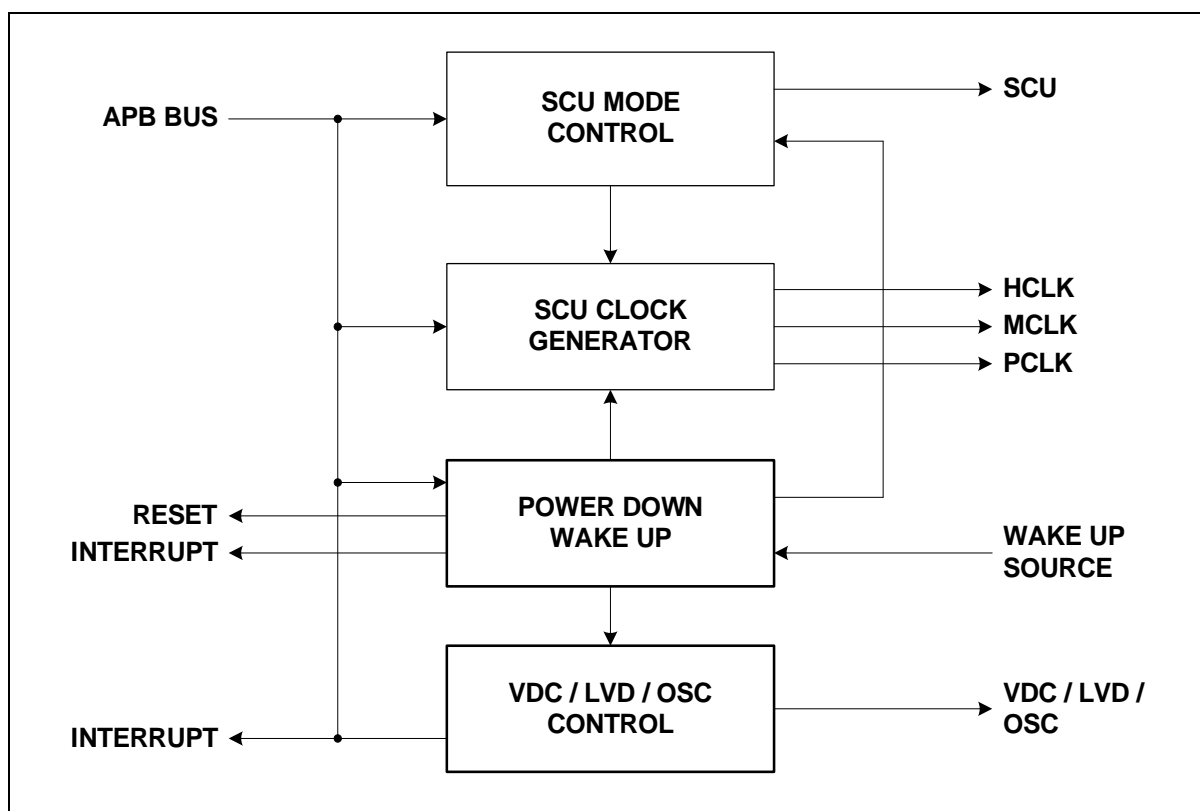 SCU MODE
CONTROL
SCU
APB BUS
SCU CLOCK
GENERATOR
HCLK
MCLK
PCLK
POWER DOWN
WAKE UP
RESET
INTERRUPT
WAKE UP
SOURCE
VDC / LVD / OSC
CONTROL
VDC / LVD /
OSC
INTERRUPT